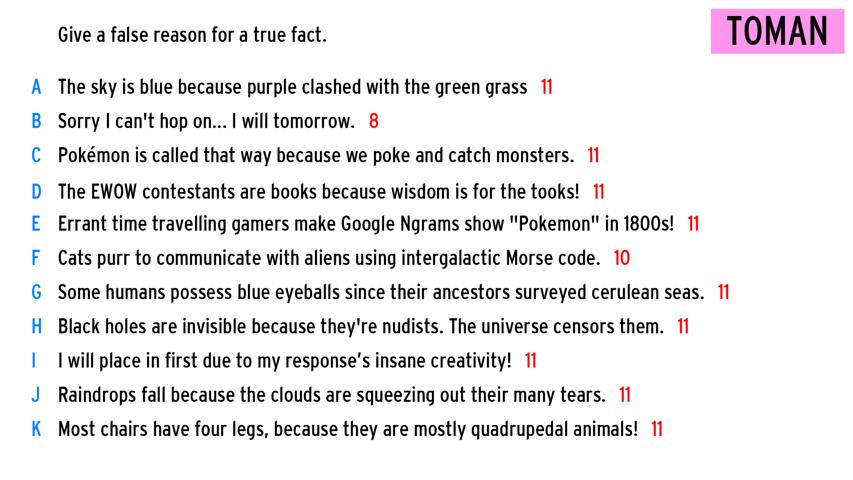 Give a false reason for a true fact.
TOMAN
A The sky is blue because purple clashed with the green grass 11
B Sorry I can't hop on... I will tomorrow. 8
C Pokémon is called that way because we poke and catch monsters. 11
D The EWOW contestants are books because wisdom is for the tooks! 11
E Errant time travelling gamers make Google Ngrams show "Pokemon" in 1800s! 11
F Cats purr to communicate with aliens using intergalactic Morse code. 10
G Some humans possess blue eyeballs since their ancestors surveyed cerulean seas. 11
H Black holes are invisible because they're nudists. The universe censors them. 11
I I will place in first due to my response’s insane creativity! 11
J Raindrops fall because the clouds are squeezing out their many tears. 11
K Most chairs have four legs, because they are mostly quadrupedal animals! 11